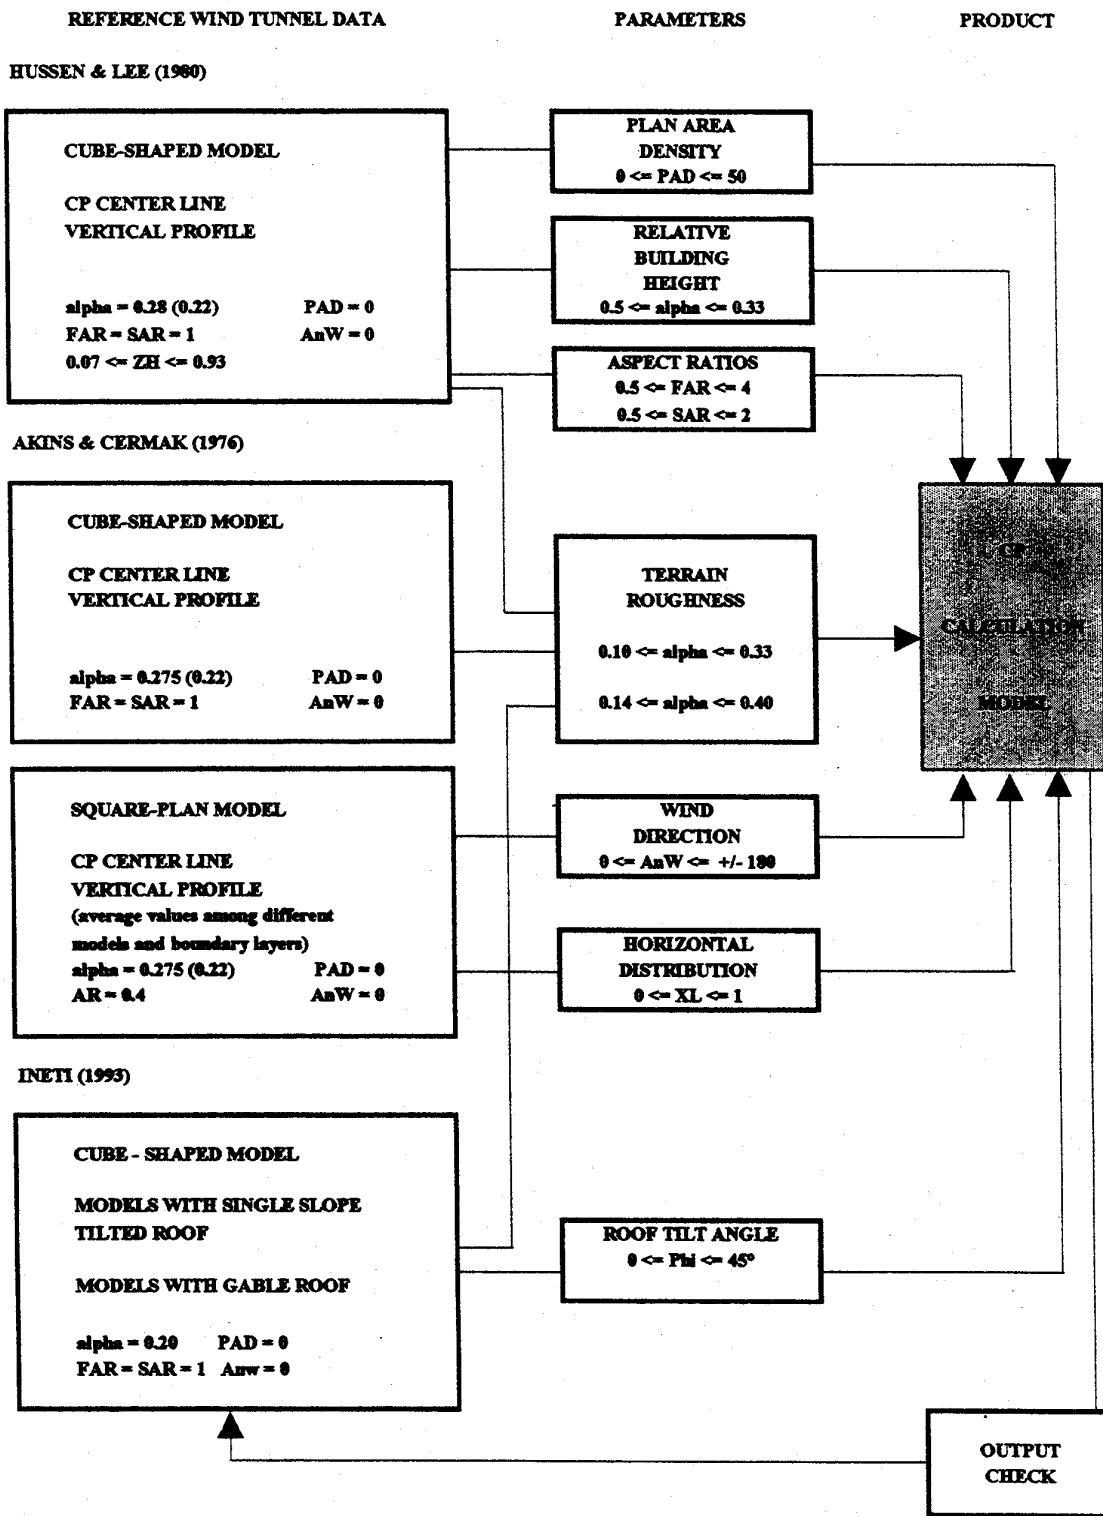 REFERENCE WIND TUNNEL DATA
PARAMETERS
PRODUCT
HUSSEN & LEE (1980)
CUBE-SHAPED MODEL
CP CENTER LINE
VERTICAL PROFILE
alpha = 0.28 (0.22) PAD = 0
FAR = SAR = 1 AnW = 0
0.07 <= ZH <= 0.93
PLAN AREA
DENSITY
0 <= PAD <= 50
RELATIVE
BUILDING
HEIGHT
0.5 <= alpha <= 0.33
ASPECT RATIOS
0.5 <= FAR <= 4
0.5 <= SAR <= 2
AKINS & CERMAK (1976)
CUBE-SHAPED MODEL
CP CENTER LINE
VERTICAL PROFILE
alpha = 0.275 (0.22) PAD = 0
FAR = SAR = 1 AnW = 0
TERRAIN
ROUGHNESS
0.10 <= alpha <= 0.33
0.14 <= alpha <= 0.40
CP
CALCULATION
MODEL
SQUARE-PLAN MODEL
CP CENTER LINE
VERTICAL PROFILE
(average values among different
models and boundary layers)
alpha = 0.275 (0.22) PAD = 0
AR = 0.4 AnW = 0
WIND
DIRECTION
0 <= AnW <= +/- 180
HORIZONTAL
DISTRIBUTION
0 <= XL <= 1
INETI (1993)
CUBE - SHAPED MODEL
MODELS WITH SINGLE SLOPE
TILTED ROOF
MODELS WITH GABLE ROOF
alpha = 0.20 PAD = 0
FAR = SAR = 1 Anw = 0
ROOF TILT ANGLE
0 <= Phi <= 45°
OUTPUT
CHECK